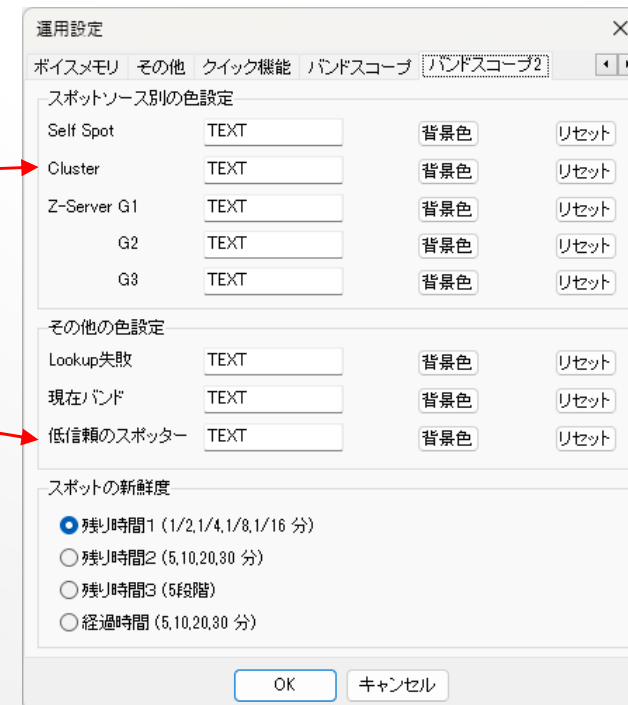 運用設定
ボイスメモリ その他 クイック機能 バンドスコープ バンドスコープ2
スポットソース別の色設定
Self Spot TEXT 背景色 リセット
Cluster TEXT 背景色 リセット
Z-Server G1 TEXT 背景色 リセット
G2 TEXT 背景色 リセット
G3 TEXT 背景色 リセット
その他の色設定
Lookup失敗 TEXT 背景色 リセット
現在バンド TEXT 背景色 リセット
低信頼のスポッター TEXT 背景色 リセット
スポットの新鮮度
残り時間1 (1/2,1/4,1/8,1/16 分)
残り時間2 (5,10,20,30 分)
残り時間3 (5段階)
経過時間 (5,10,20,30 分)
OK キャンセル